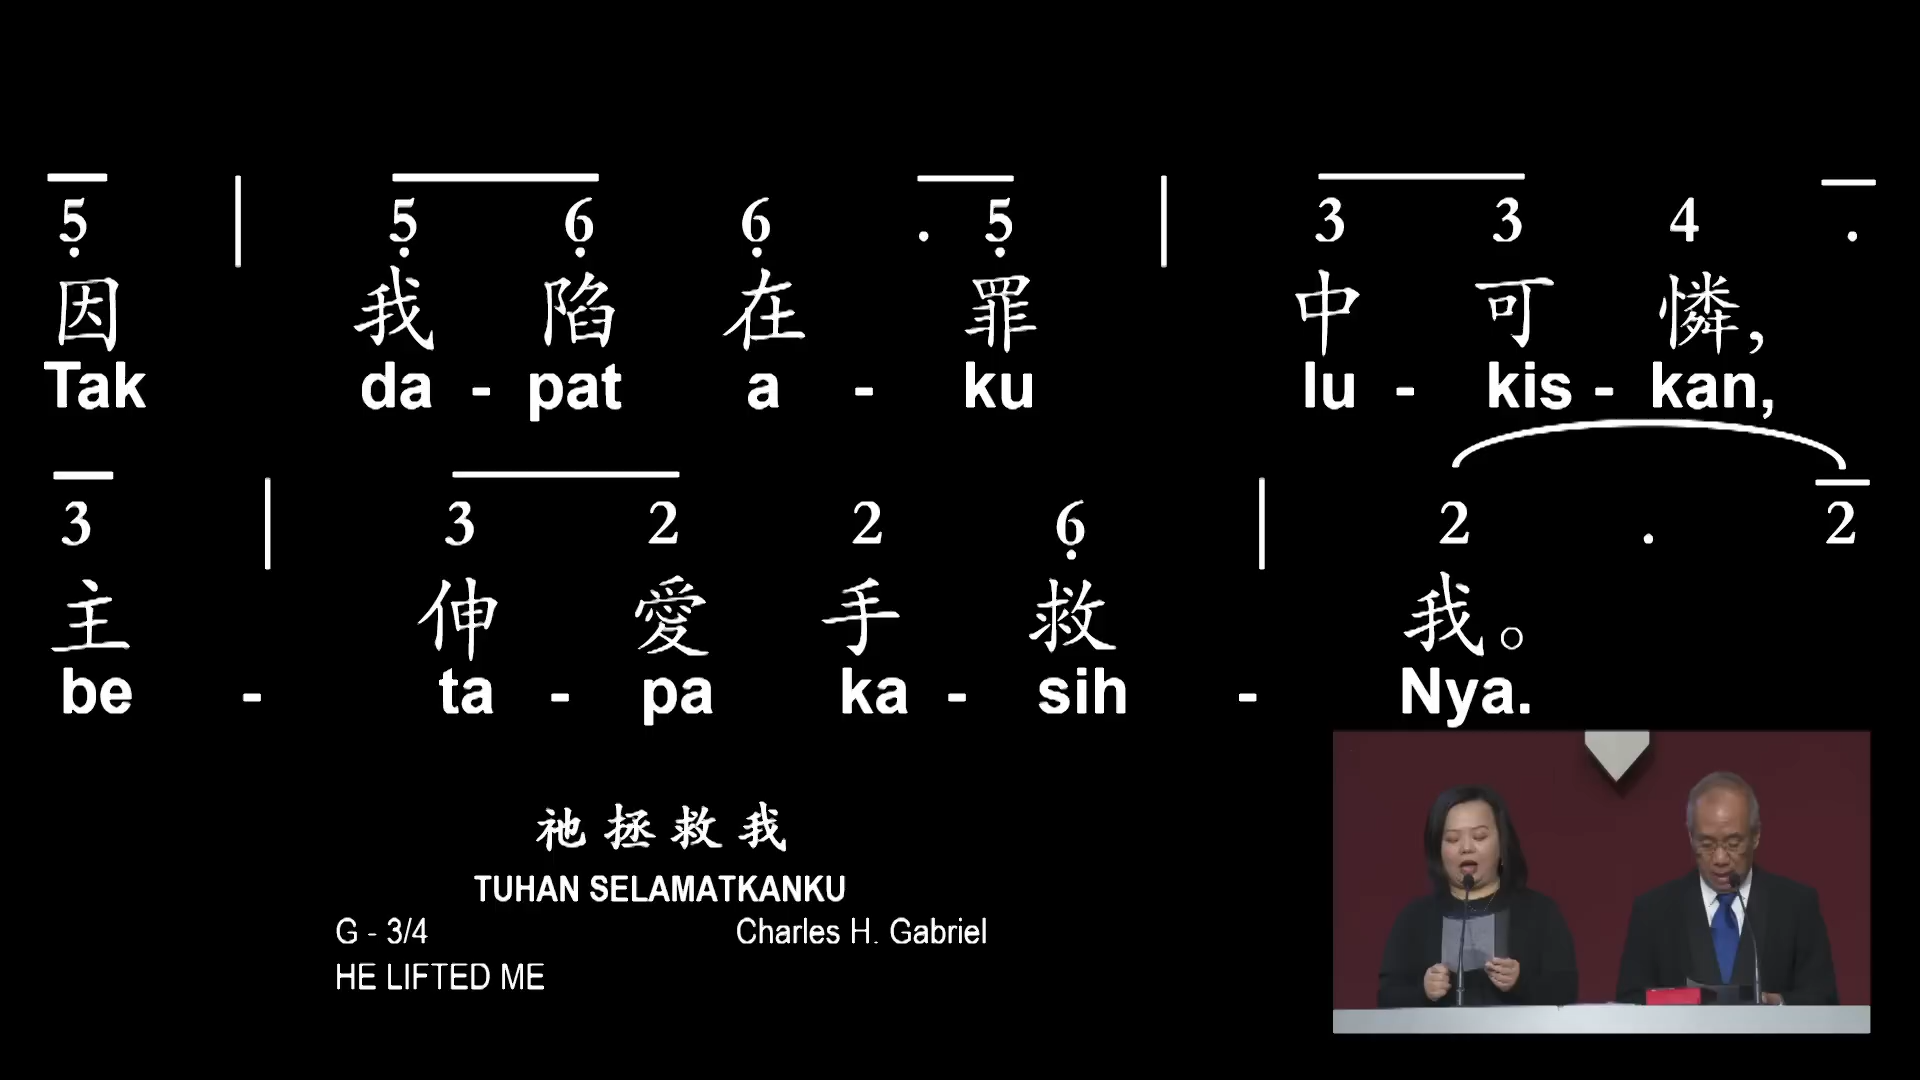 5̣ | 5̣ 6̣ 6̣ . 5̣ | 3 3 4 .
因 我 陷 在 罪 中 可 憐,
Tak da - pat a - ku lu - kis - kan,
3 | 3 2 2 6̣ | 2 . 2
主 伸 愛 手 救 我。
be - ta - pa ka - sih - Nya.
祂拯救我
TUHAN SELAMATKANKU
G - 3/4 Charles H. Gabriel
HE LIFTED ME